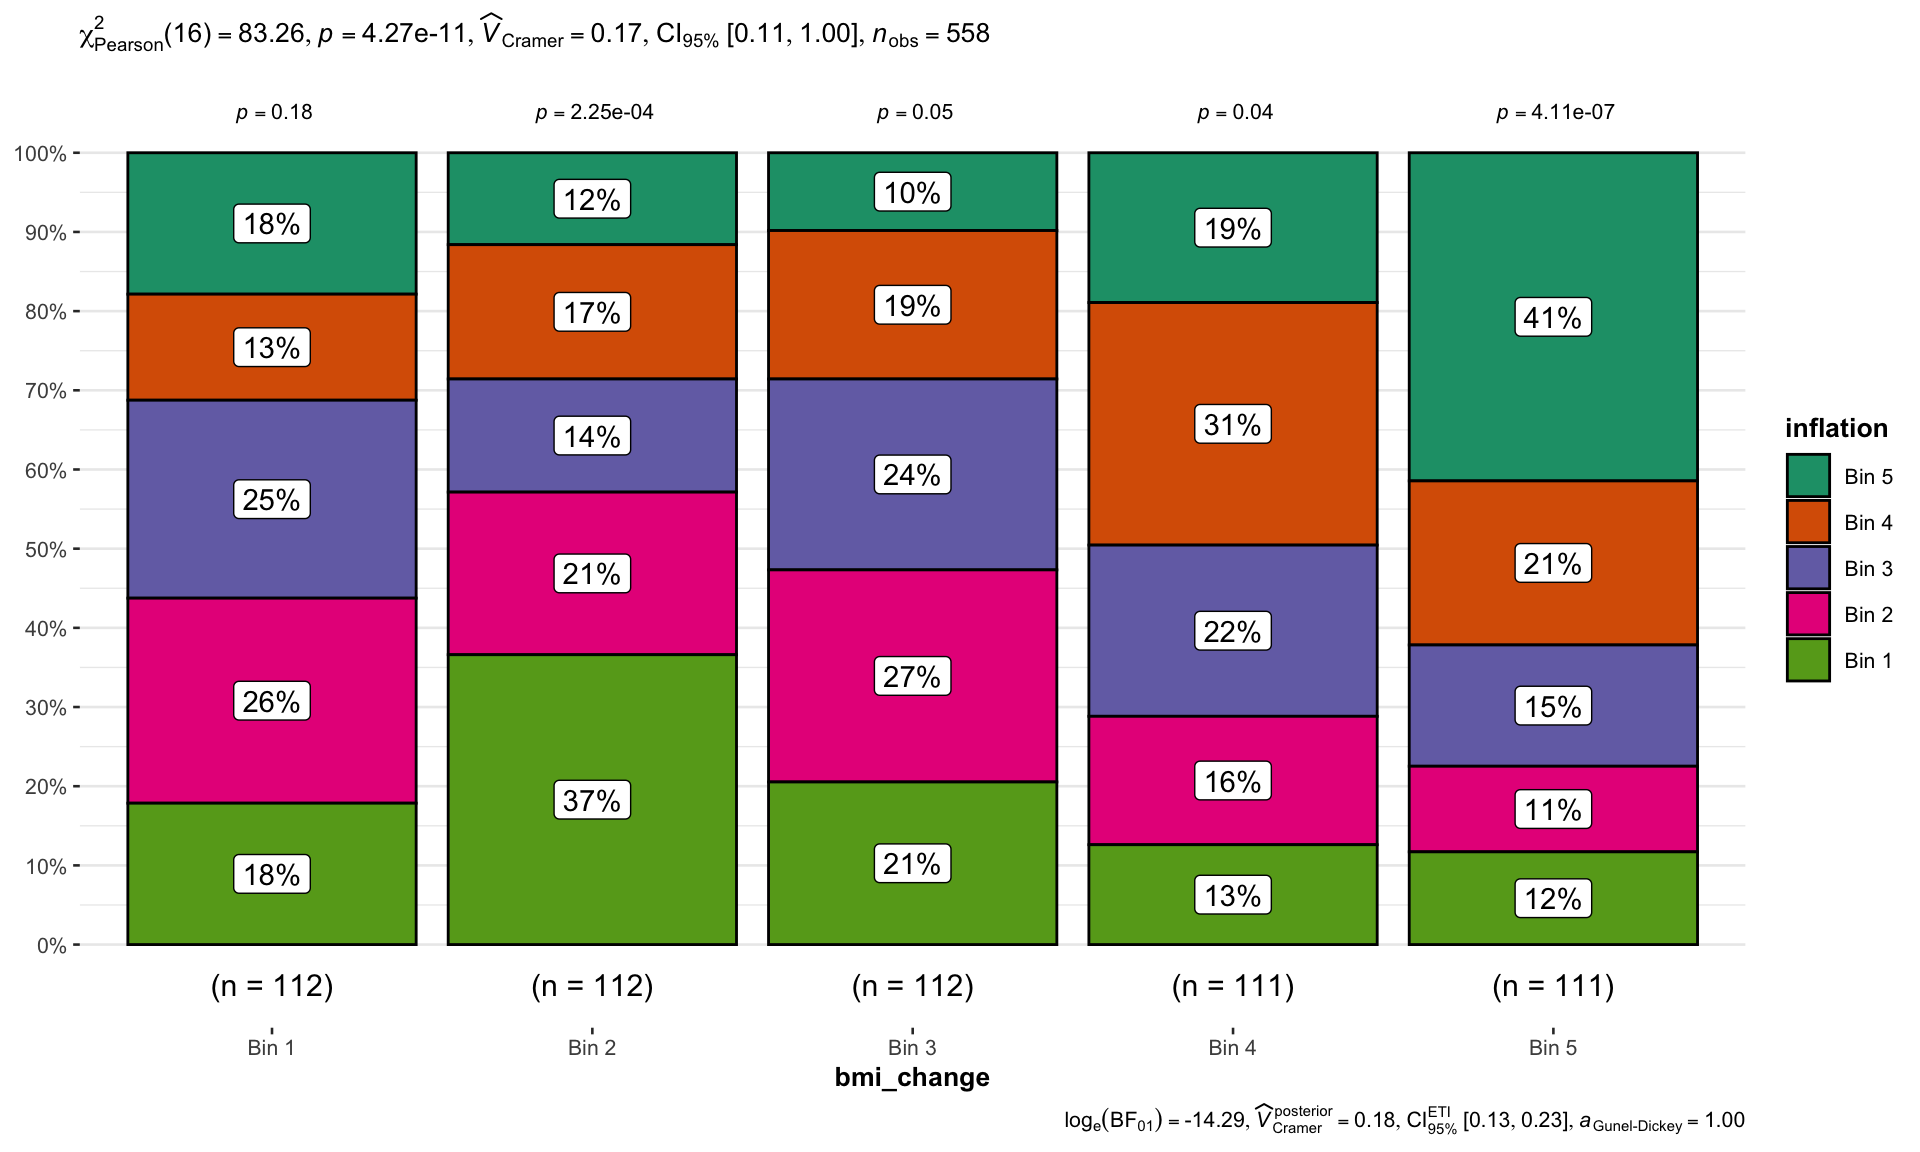 χ²Pearson(16) = 83.26, p = 4.27e-11, V̂Cramer = 0.17, CI95% [0.11, 1.00], nobs = 558
p = 0.18 p = 2.25e-04 p = 0.05 p = 0.04 p = 4.11e-07
100%
90%
80%
70%
60%
50%
40%
30%
20%
10%
0%
18% 12% 10% 19% 41%
13% 17% 19% 31% 21%
25% 14% 24% 22% 15%
26% 21% 27% 16% 11%
18% 37% 21% 13% 12%
inflation
Bin 5
Bin 4
Bin 3
Bin 2
Bin 1
(n = 112) (n = 112) (n = 112) (n = 111) (n = 111)
Bin 1 Bin 2 Bin 3 Bin 4 Bin 5
bmi_change
loge(BF01) = -14.29, V̂Cramer posterior = 0.18, CI95% ETI [0.13, 0.23], aGunel-Dickey = 1.00